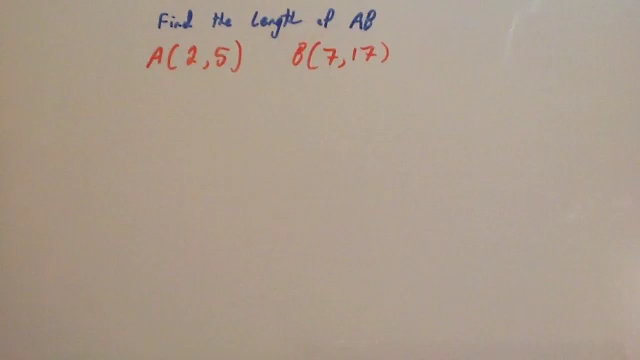 Find the length of AB
A(2,5) B(7,17)